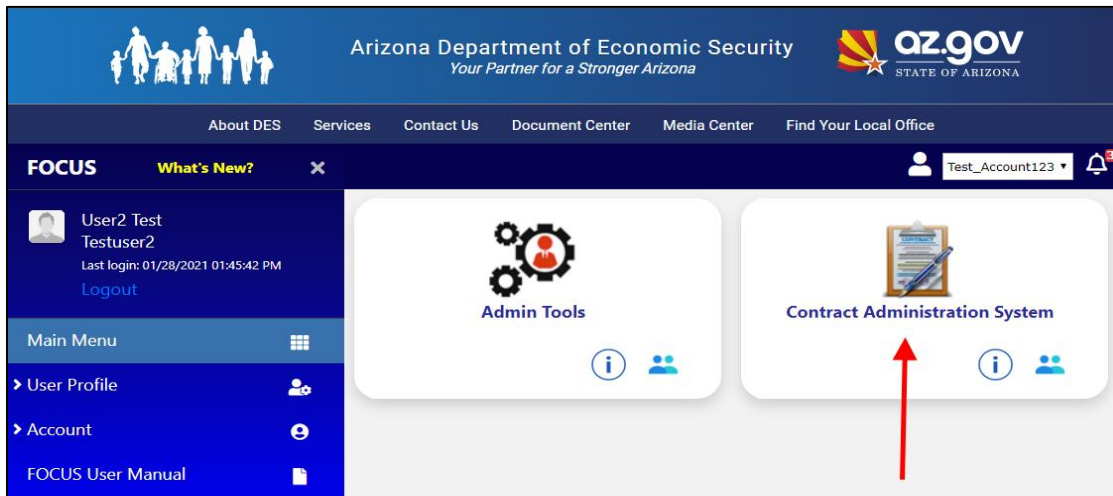 Arizona Department of Economic Security
Your Partner for a Stronger Arizona
az.gov
STATE OF ARIZONA
About DES Services Contact Us Document Center Media Center Find Your Local Office
FOCUS What's New? ×
Test_Account123
3
User2 Test
Testuser2
Last login: 01/28/2021 01:45:42 PM
Logout
Main Menu
User Profile
Account
FOCUS User Manual
Admin Tools
i
CONTRACT
Contract Administration System
i